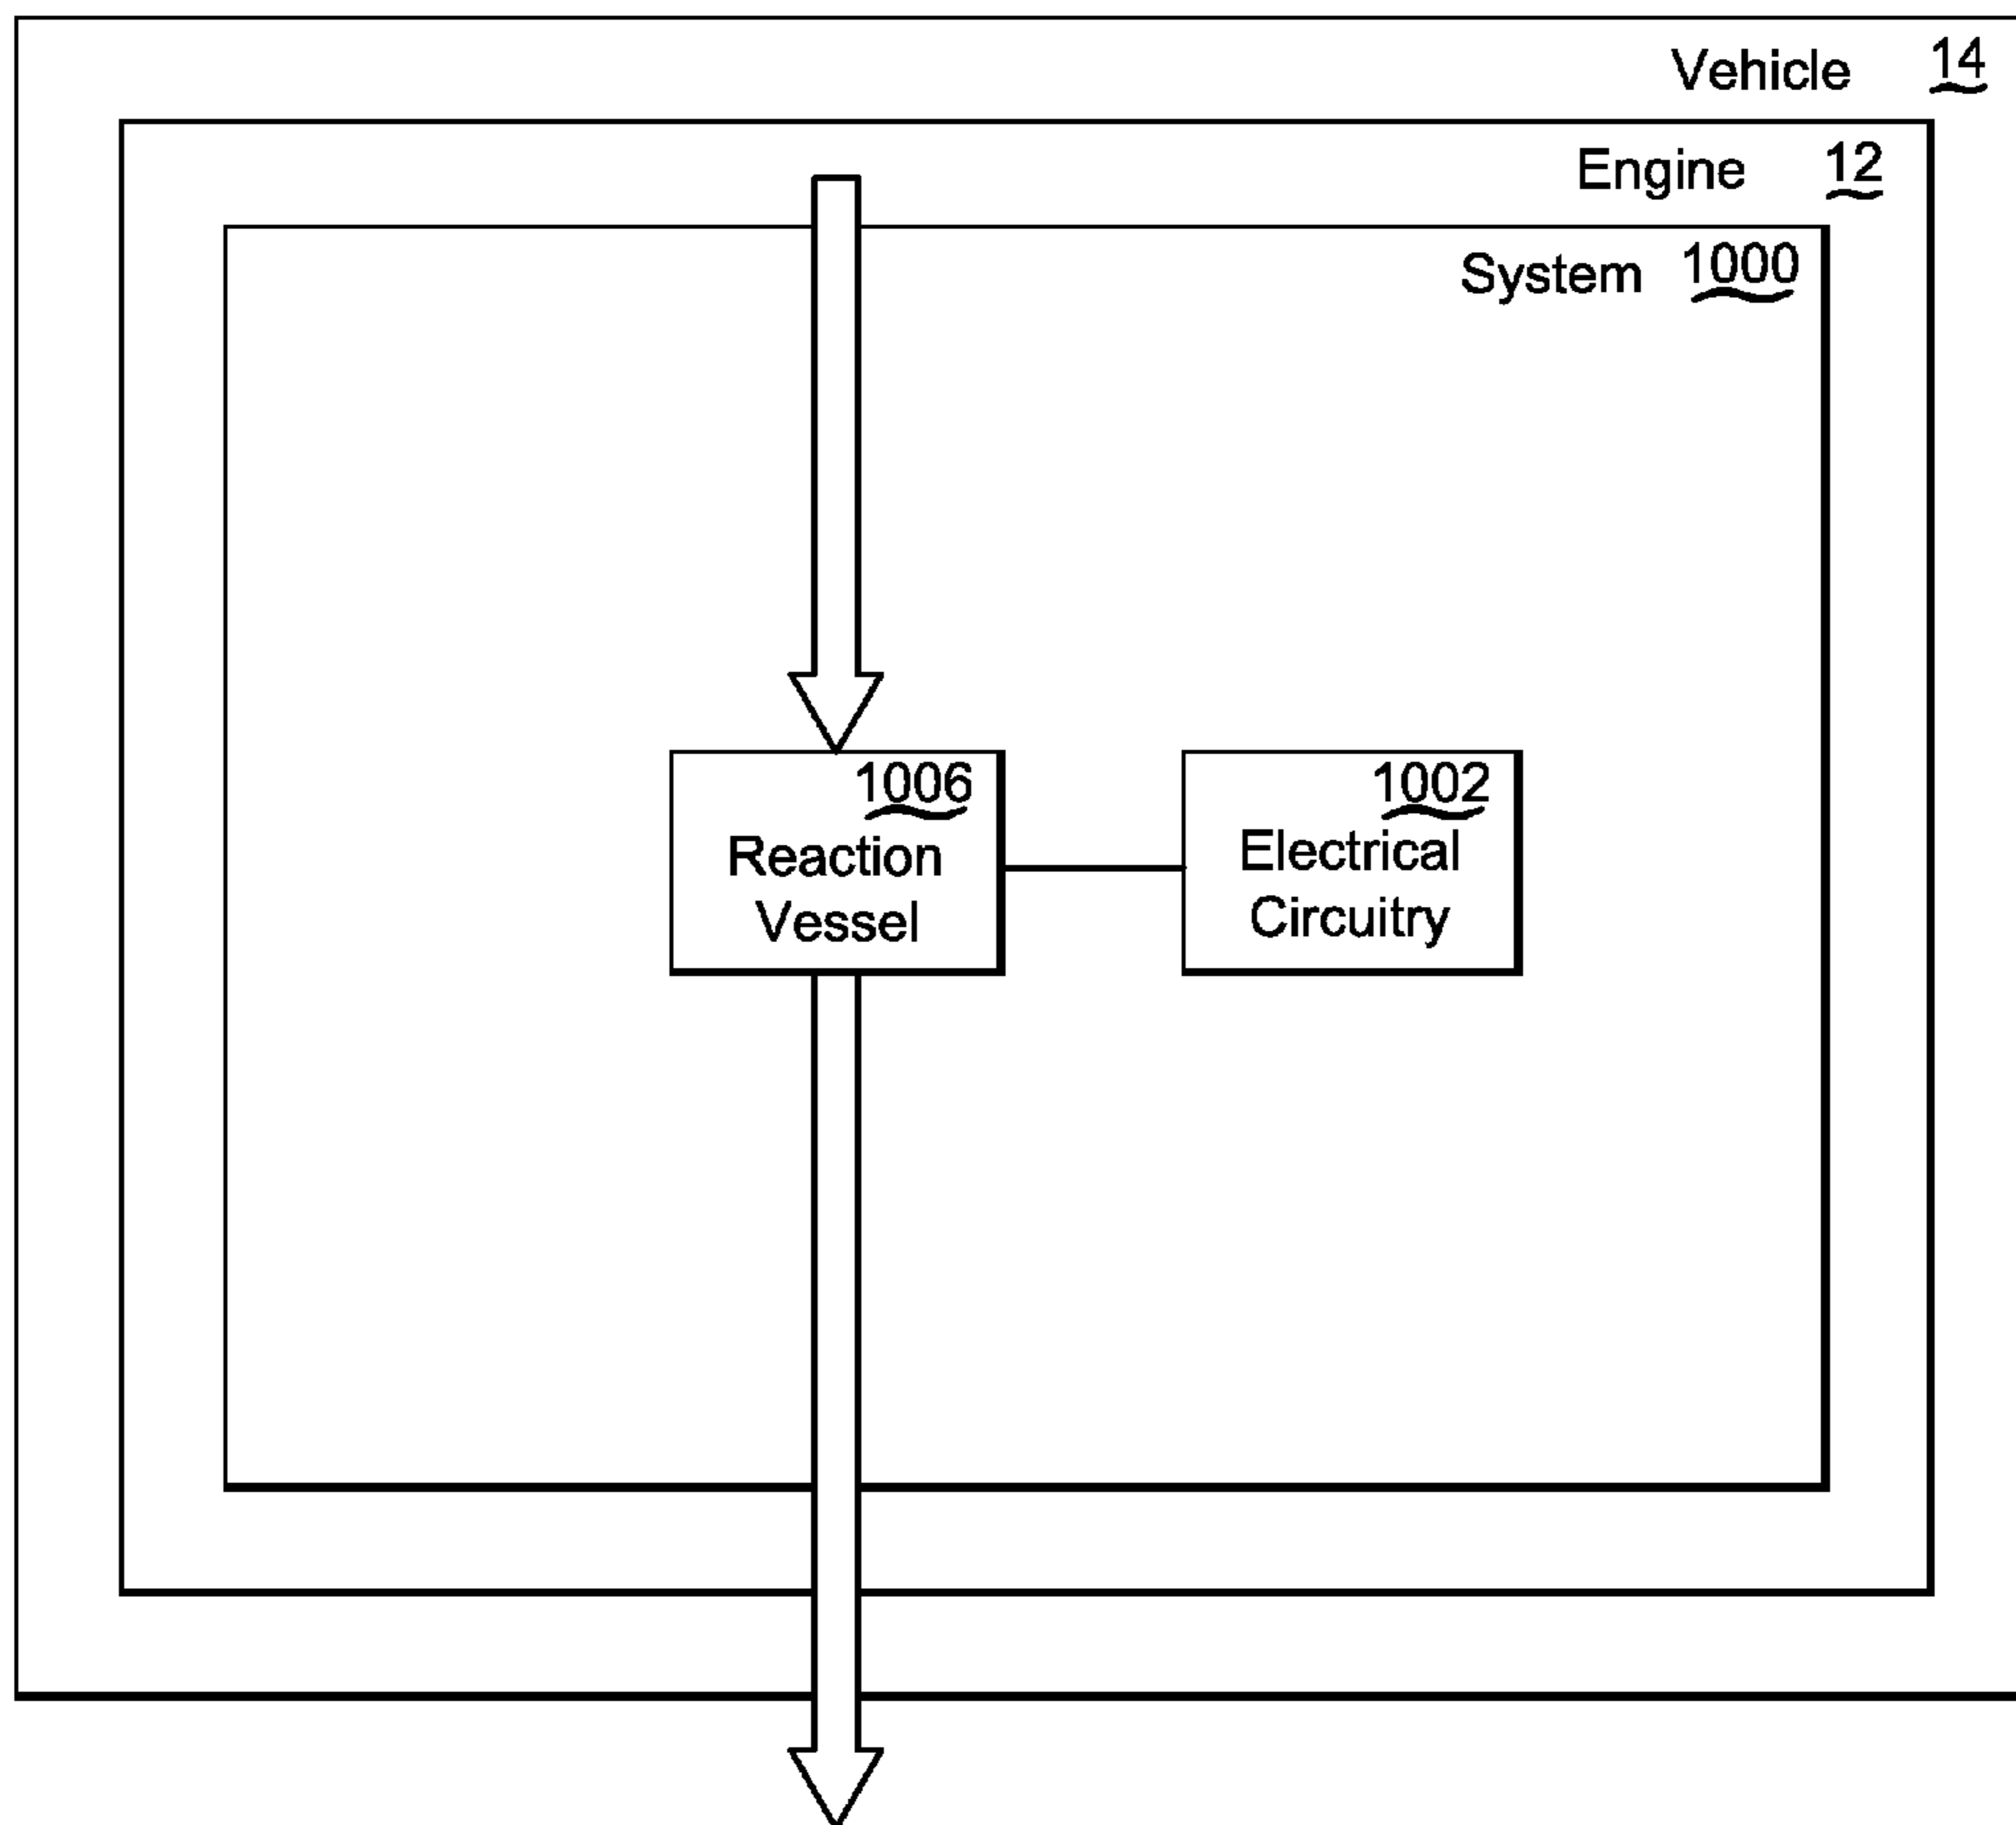 Vehicle 14
Engine 12
System 1000
1006
Reaction
Vessel
1002
Electrical
Circuitry